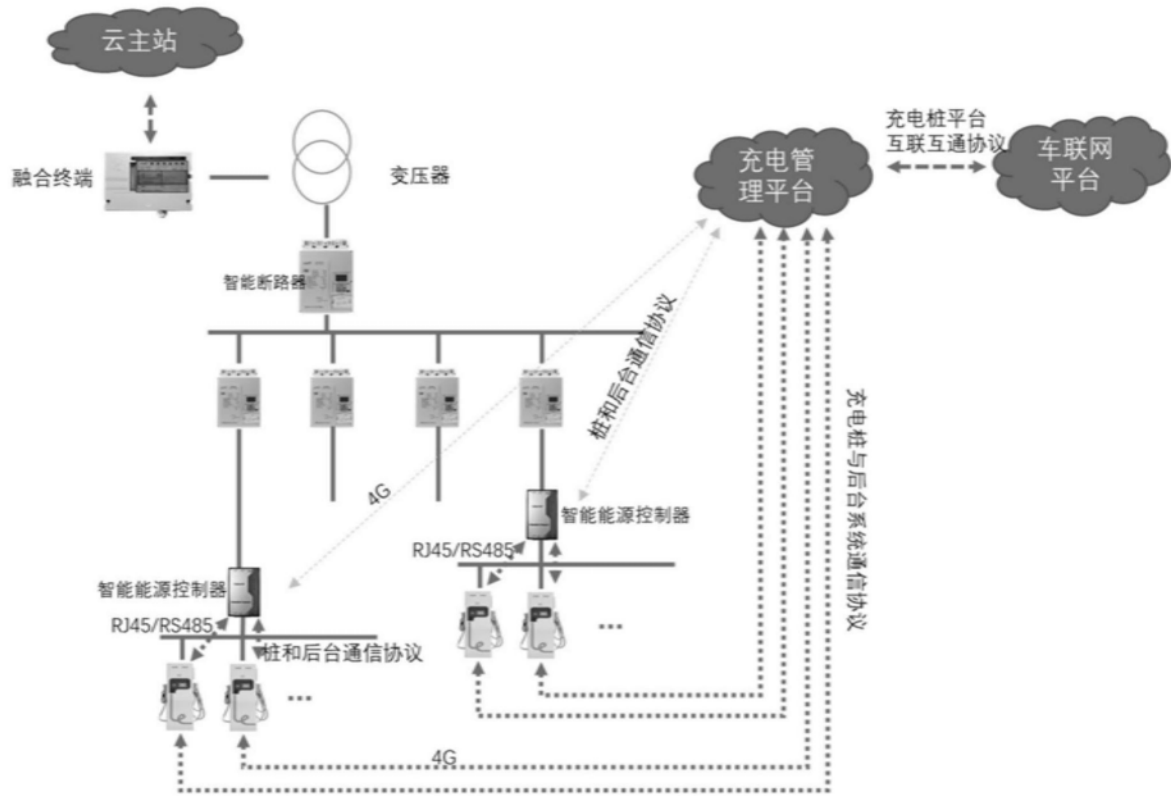 云主站
融合终端
变压器
充电管
理平台
充电桩平台
互联互通协议
车联网
平台
智能断路器
桩和后台通信协议
4G
充电桩与后台系统通信协议
智能能源控制器
RJ45/RS485
...
智能能源控制器
RJ45/RS485
桩和后台通信协议
...
4G